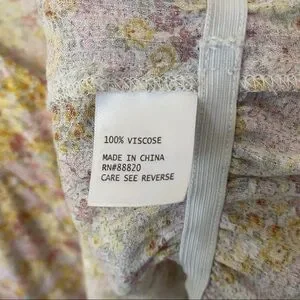 100% VISCOSE
MADE IN CHINA
RN#88820
CARE SEE REVERSE